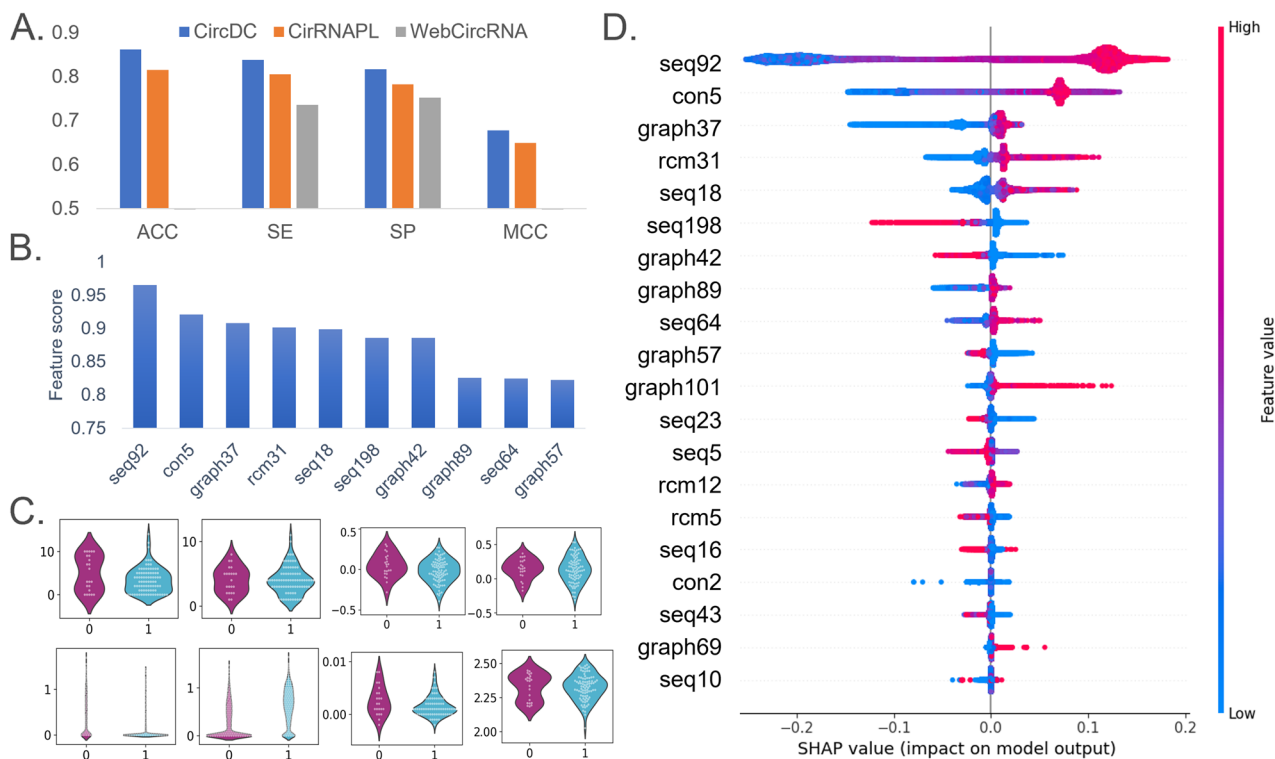 A.
0.9
0.8
0.7
0.6
0.5
CircDC CirRNAPL WebCircRNA
ACC SE SP MCC
B.
Feature score
1
0.95
0.9
0.85
0.8
0.75
seq92 con5 graph37 rcm31 seq18 seq198 graph42 graph89 seq64 graph57
C.
10
0
0 1
10
0
0 1
0.5
0.0
−0.5
0 1
0.5
0.0
−0.5
0 1
1
0
0 1
1
0
0 1
0.01
0.00
0 1
2.50
2.25
2.00
0 1
D.
seq92
con5
graph37
rcm31
seq18
seq198
graph42
graph89
seq64
graph57
graph101
seq23
seq5
rcm12
rcm5
seq16
con2
seq43
graph69
seq10
−0.2 −0.1 0.0 0.1 0.2
SHAP value (impact on model output)
High
Feature value
Low